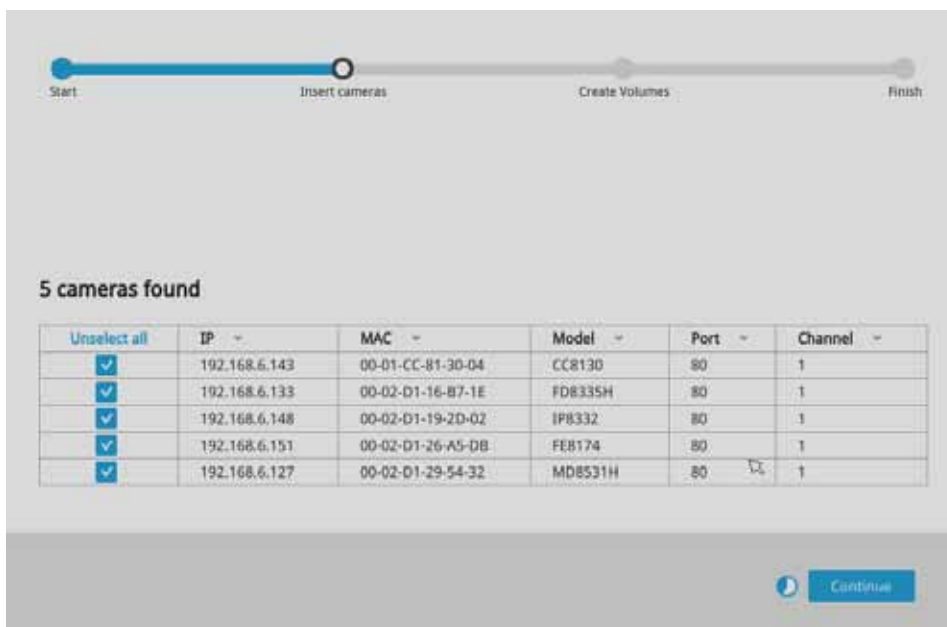 Start Insert cameras Create Volumes Finish
5 cameras found
Unselect all IP MAC Model Port Channel
192.168.6.143 00-01-CC-81-30-04 CC8130 80 1
192.168.6.133 00-02-D1-16-B7-1E FD8335H 80 1
192.168.6.148 00-02-D1-19-2D-02 IP8332 80 1
192.168.6.151 00-02-D1-26-A5-DB FE8174 80 1
192.168.6.127 00-02-D1-29-54-32 MD8531H 80 1
Continue